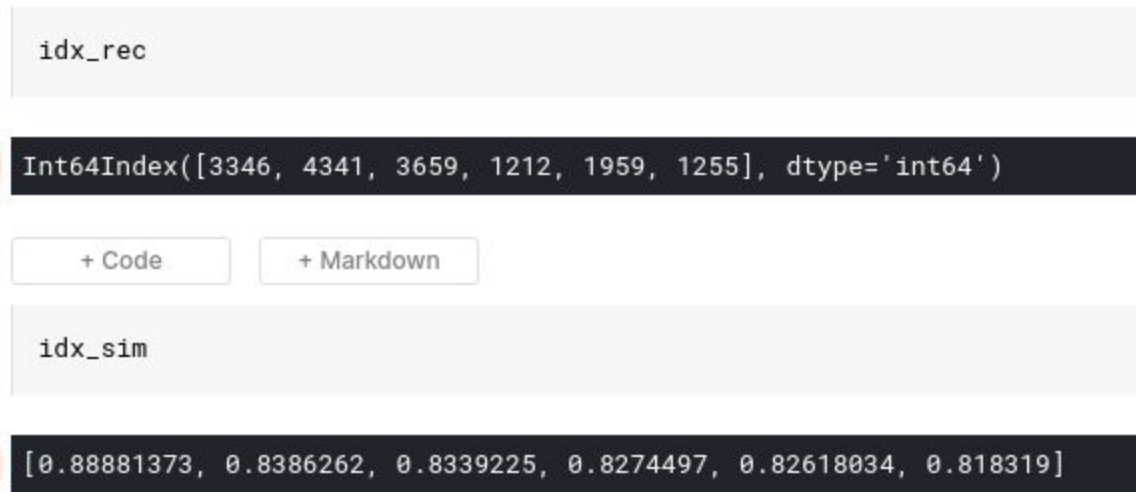 idx_rec
Int64Index([3346, 4341, 3659, 1212, 1959, 1255], dtype='int64')
+ Code + Markdown
idx_sim
[0.88881373, 0.8386262, 0.8339225, 0.8274497, 0.82618034, 0.818319]